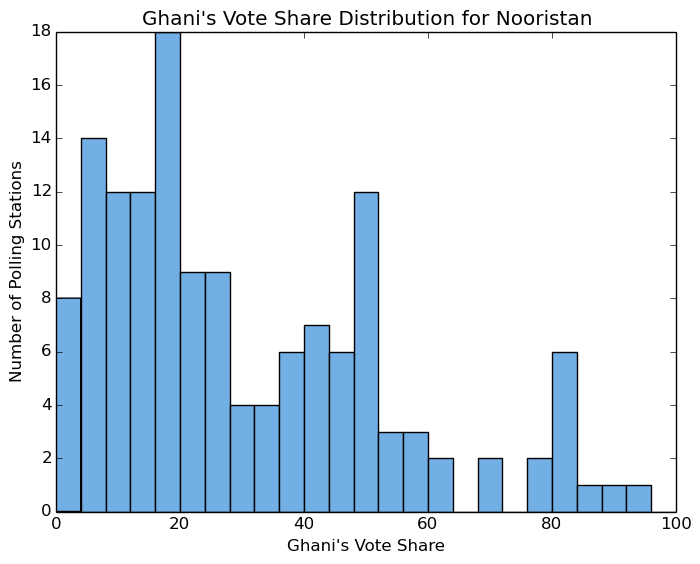 Ghani's Vote Share Distribution for Nooristan
18
16
14
12
10
8
6
4
2
0
Number of Polling Stations
0 20 40 60 80 100
Ghani's Vote Share